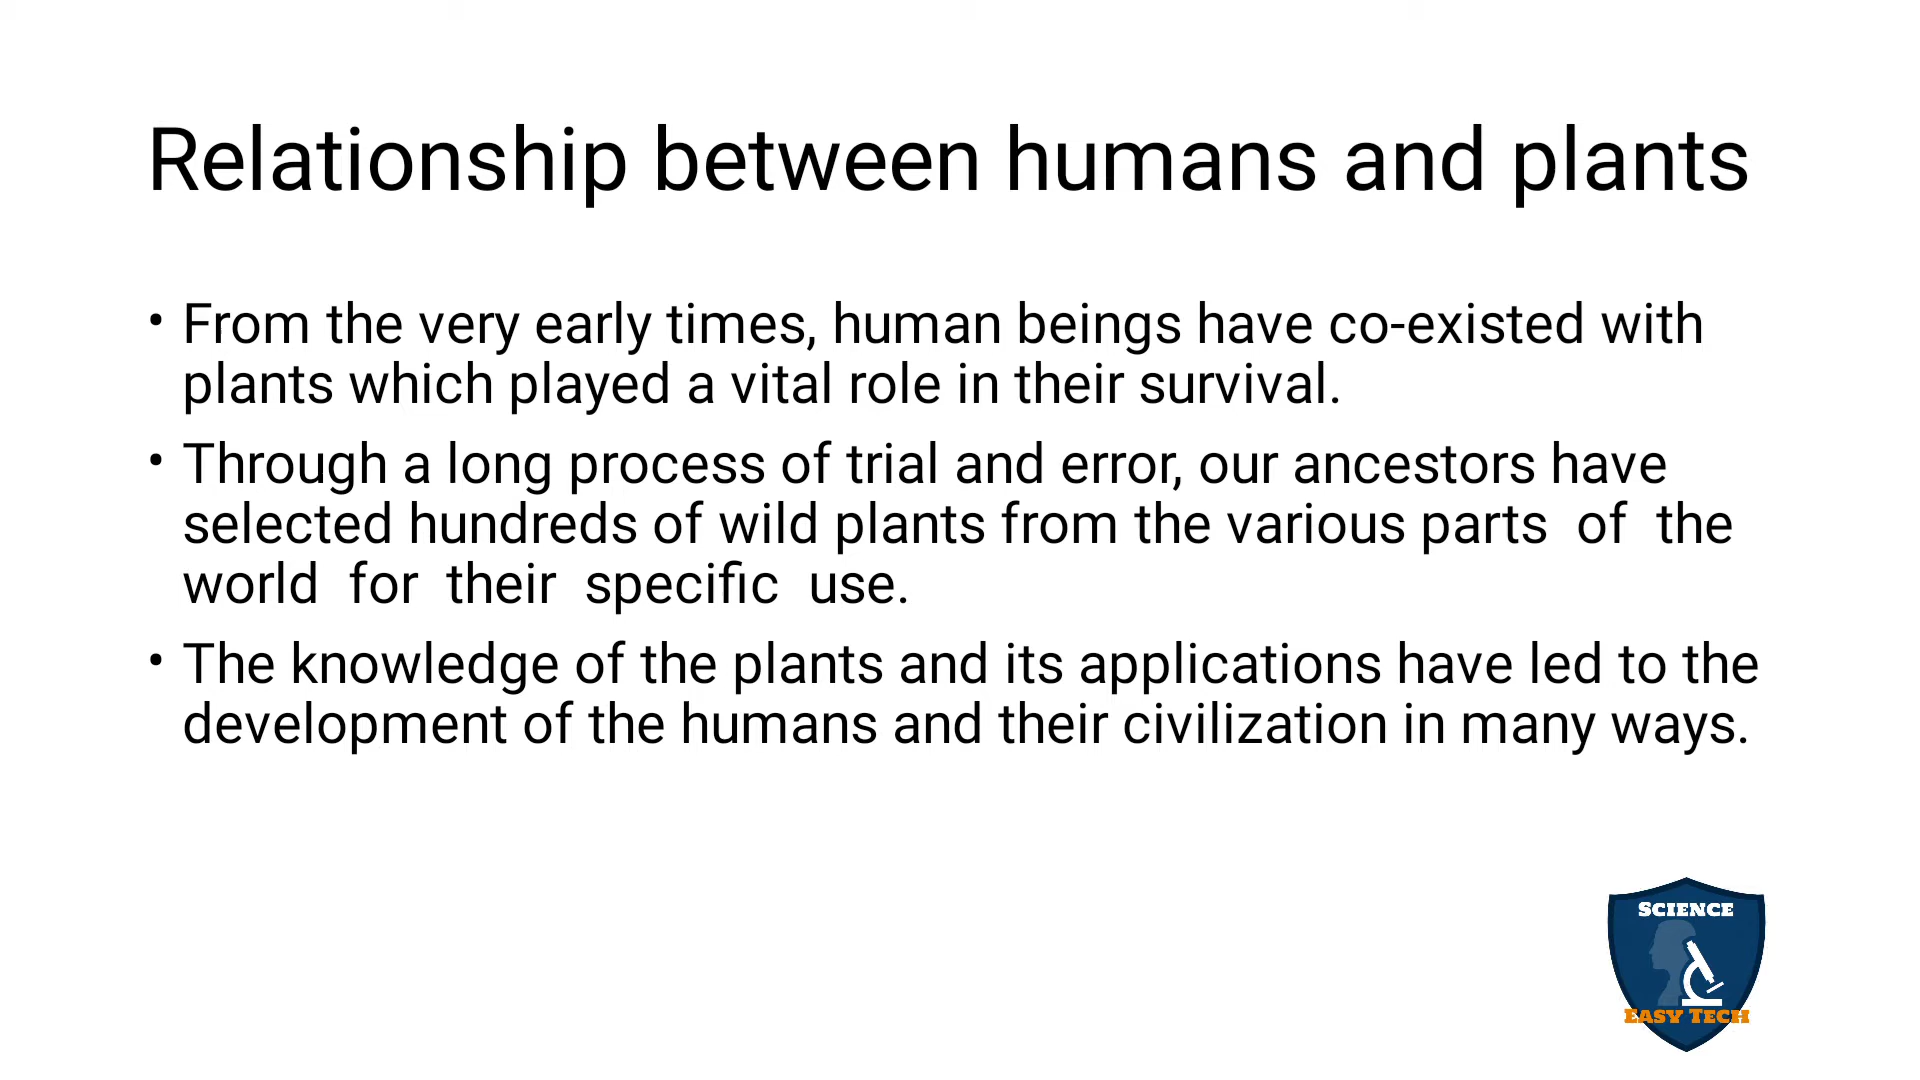 Relationship between humans and plants
• From the very early times, human beings have co-existed with
plants which played a vital role in their survival.
• Through a long process of trial and error, our ancestors have
selected hundreds of wild plants from the various parts  of  the
world  for  their  specific  use.
• The knowledge of the plants and its applications have led to the
development of the humans and their civilization in many ways.
SCIENCE
EASY TECH